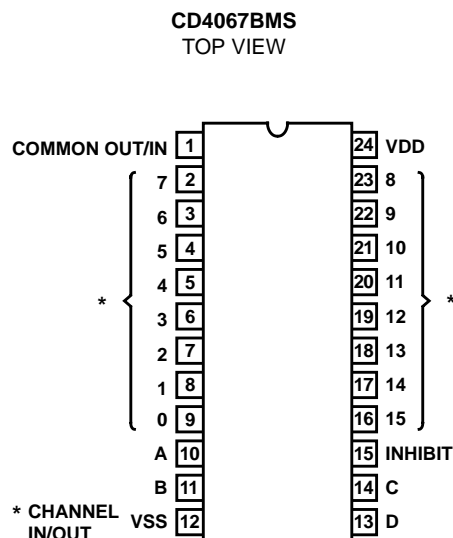 CD4067BMS
TOP VIEW
COMMON OUT/IN 1 24 VDD
7 2 23 8
6 3 22 9
5 4 21 10
4 5 20 11
* 3 6 19 12 *
2 7 18 13
1 8 17 14
0 9 16 15
A 10 15 INHIBIT
B 11 14 C
* CHANNEL
IN/OUT
VSS 12 13 D